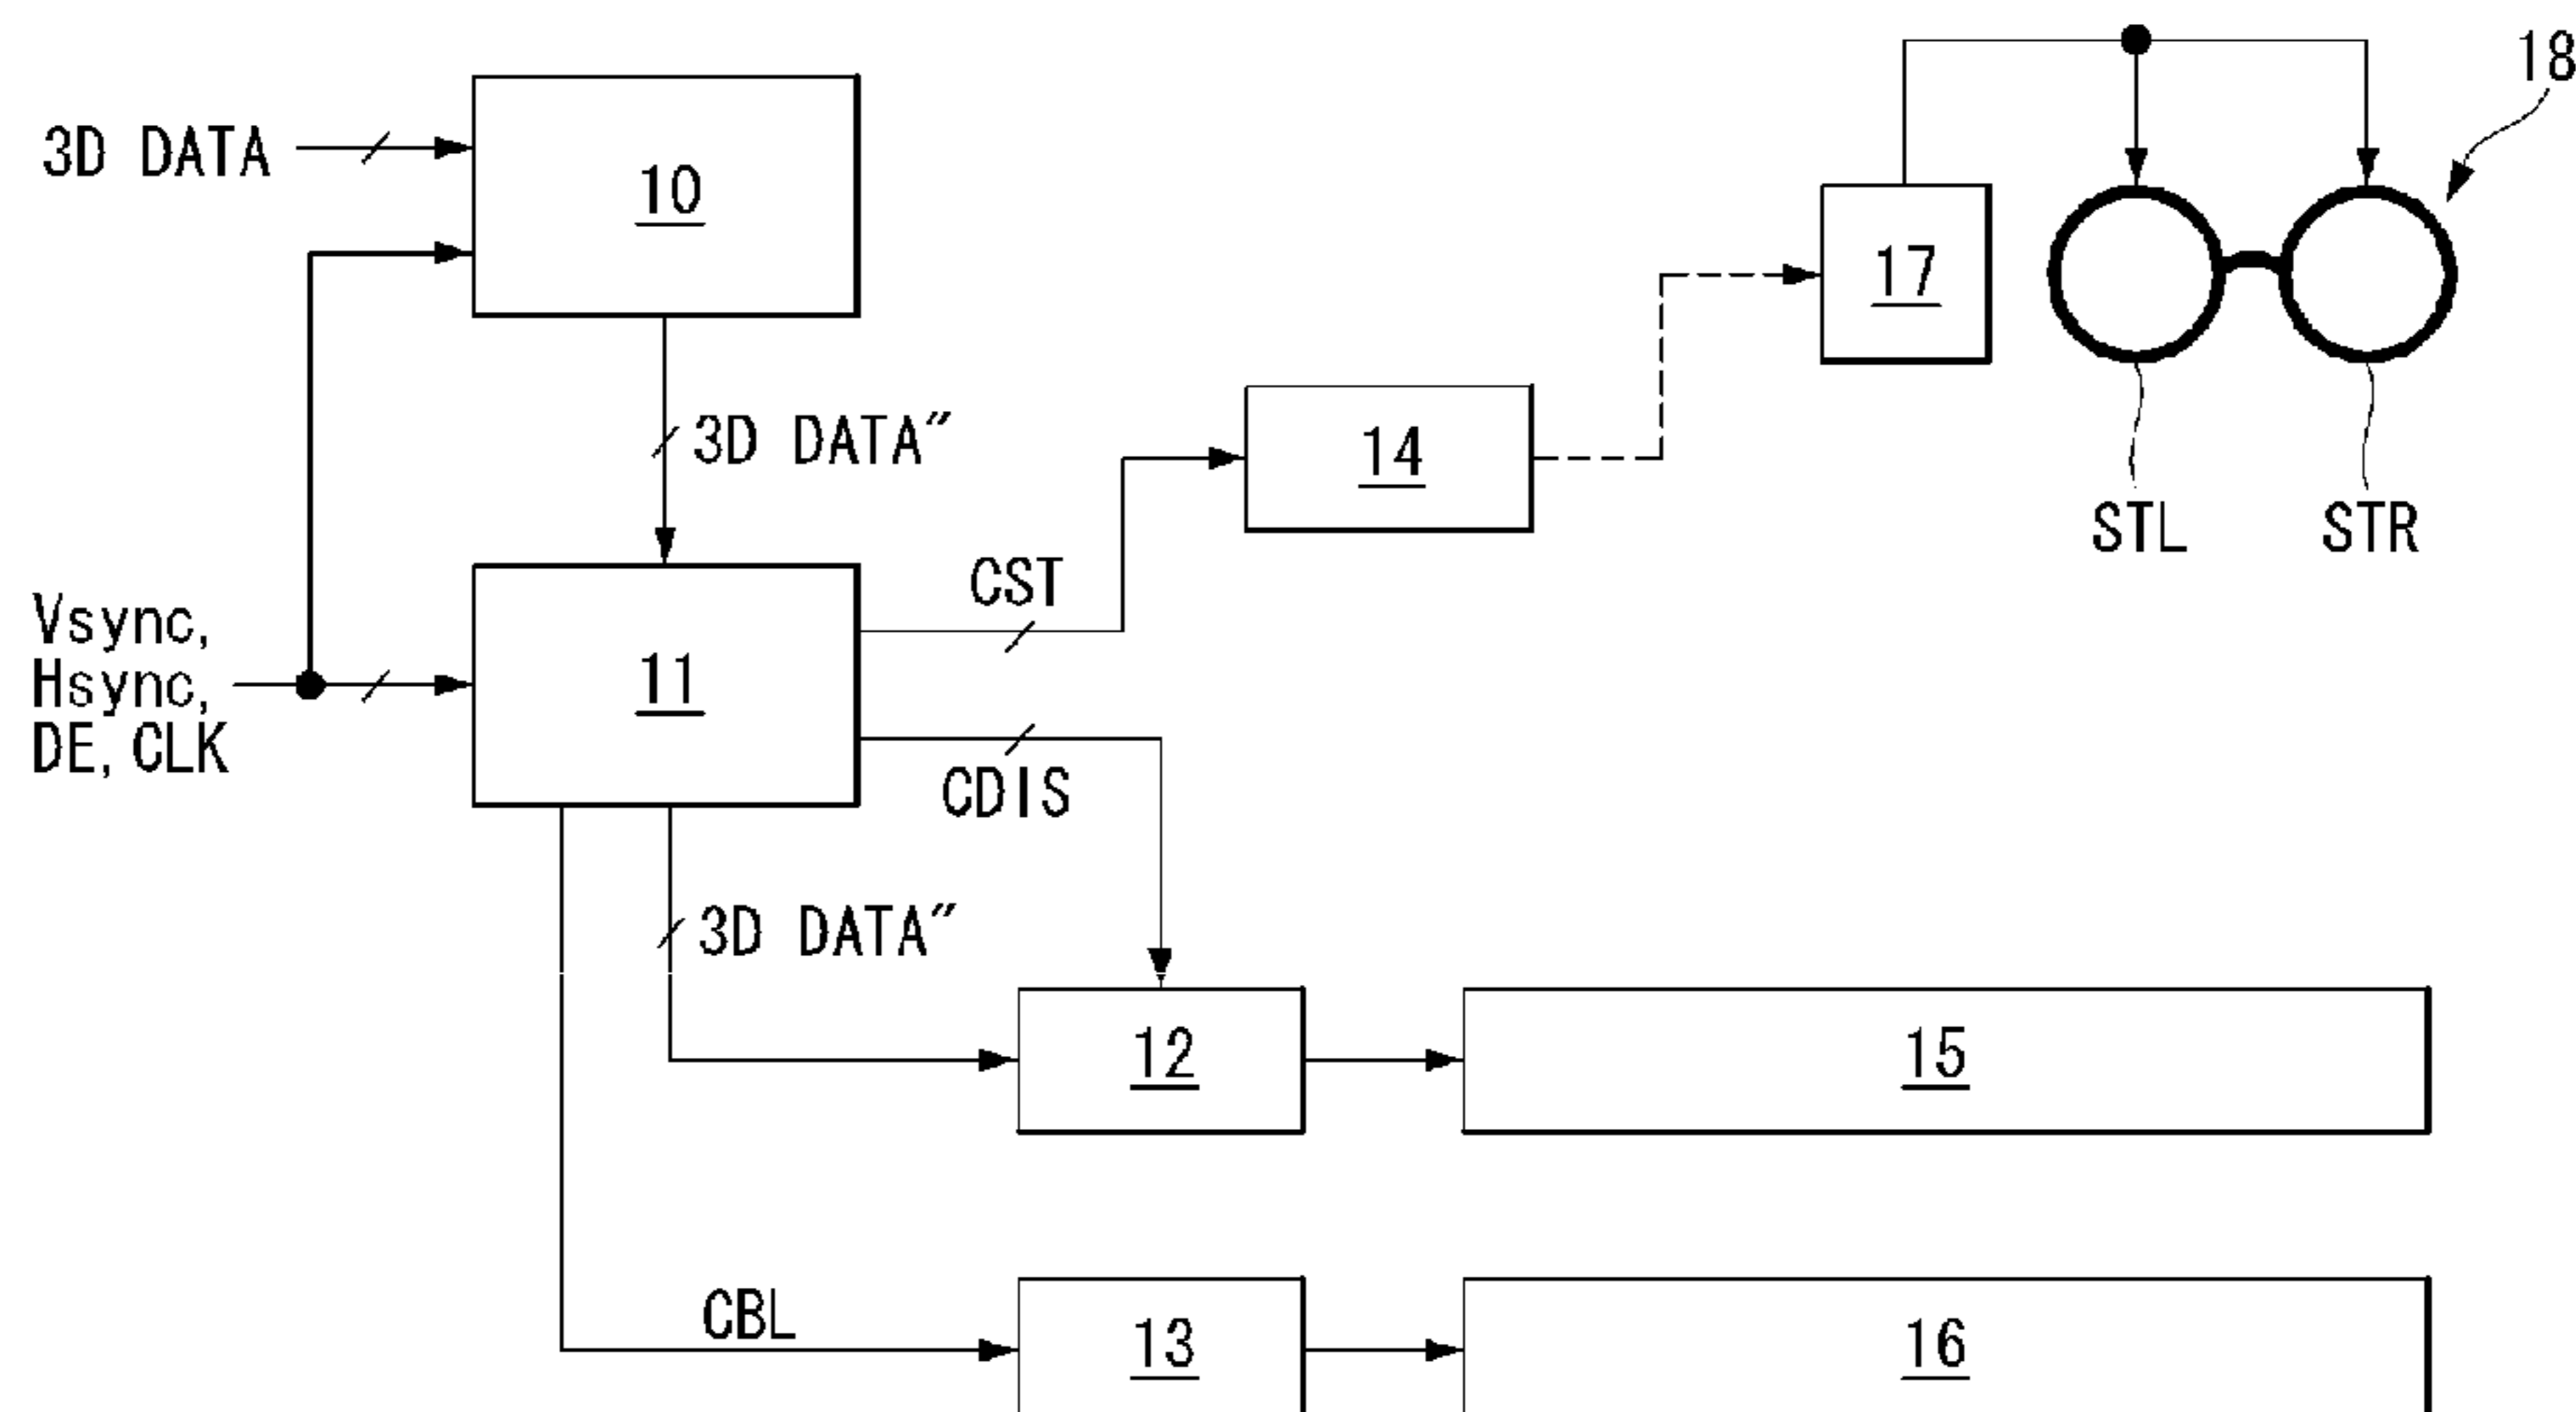 18
3D DATA
10
17
3D DATA″
14
STL
STR
CST
Vsync,
Hsync,
DE, CLK
11
CDIS
3D DATA″
12
15
CBL
13
16